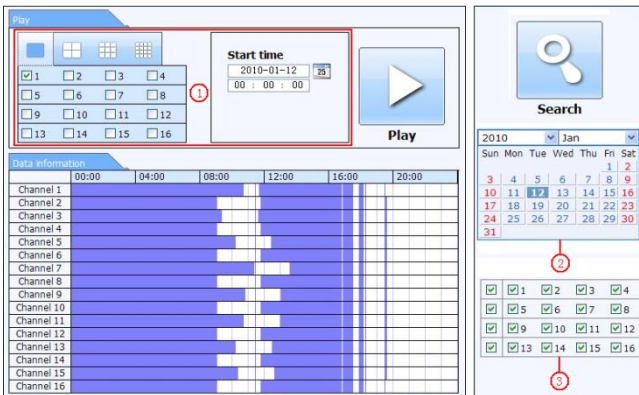 Play
Start time
2010-01-12 25
00 : 00 : 00
1 2 3 4
5 6 7 8
9 10 11 12
13 14 15 16
1
Play
Data information
00:00 04:00 08:00 12:00 16:00 20:00
Channel 1
Channel 2
Channel 3
Channel 4
Channel 5
Channel 6
Channel 7
Channel 8
Channel 9
Channel 10
Channel 11
Channel 12
Channel 13
Channel 14
Channel 15
Channel 16
Search
2010 Jan
Sun Mon Tue Wed Thu Fri Sat
1 2
3 4 5 6 7 8 9
10 11 12 13 14 15 16
17 18 19 20 21 22 23
24 25 26 27 28 29 30
31
2
1 2 3 4
5 6 7 8
9 10 11 12
13 14 15 16
3